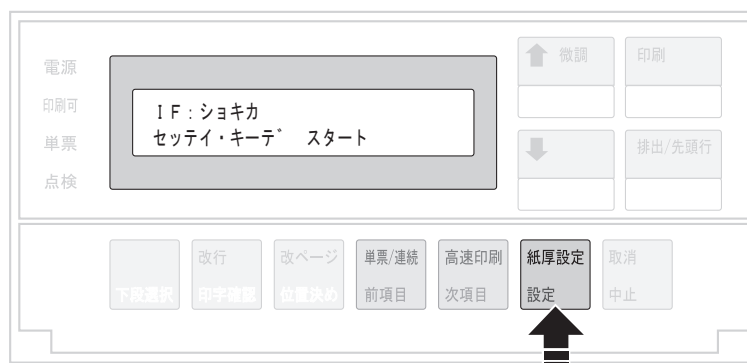 電源
印刷可
単票
点検
IF：ショキカ
セッテイ・キーデ゛ スタート
微調
印刷
排出/先頭行
改行
改ページ
単票/連続
高速印刷
紙厚設定
取消
下段選択
印字確認
位置決め
前項目
次項目
設定
中止